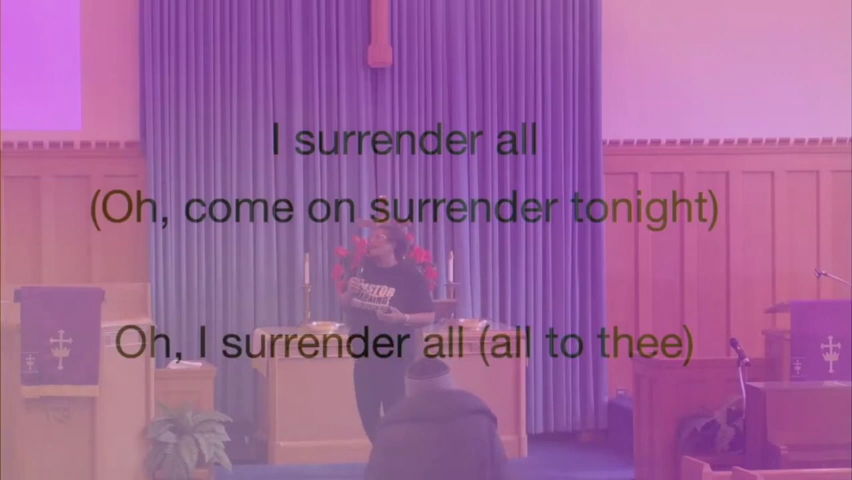 I surrender all
(Oh, come on surrender tonight)
Oh, I surrender all (all to thee)